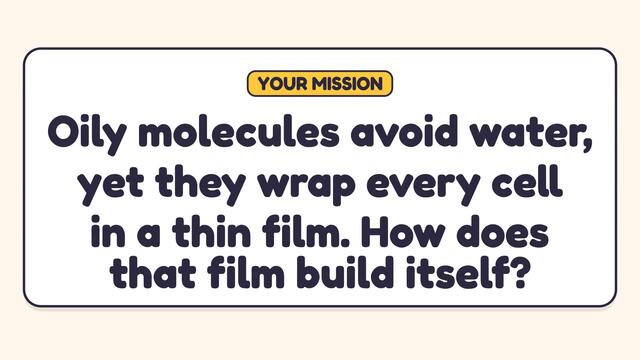 YOUR MISSION
Oily molecules avoid water,
yet they wrap every cell
in a thin film. How does
that film build itself?